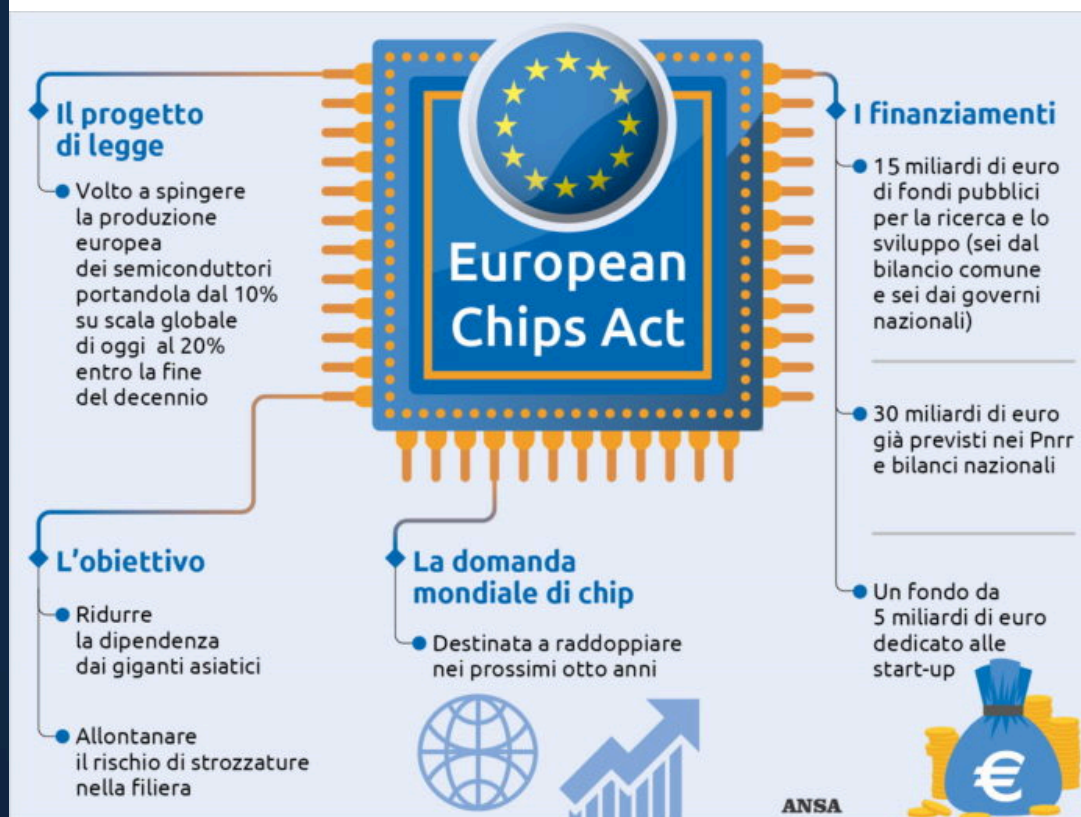 European
Chips Act
Il progetto
di legge
Volto a spingere
la produzione
europea
dei semiconduttori
portandola dal 10%
su scala globale
di oggi al 20%
entro la fine
del decennio
L'obiettivo
Ridurre
la dipendenza
dai giganti asiatici
Allontanare
il rischio di strozzature
nella filiera
La domanda
mondiale di chip
Destinata a raddoppiare
nei prossimi otto anni
I finanziamenti
15 miliardi di euro
di fondi pubblici
per la ricerca e lo
sviluppo (sei dal
bilancio comune
e sei dai governi
nazionali)
30 miliardi di euro
già previsti nei Pnrr
e bilanci nazionali
Un fondo da
5 miliardi di euro
dedicato alle
start-up
€
ANSA